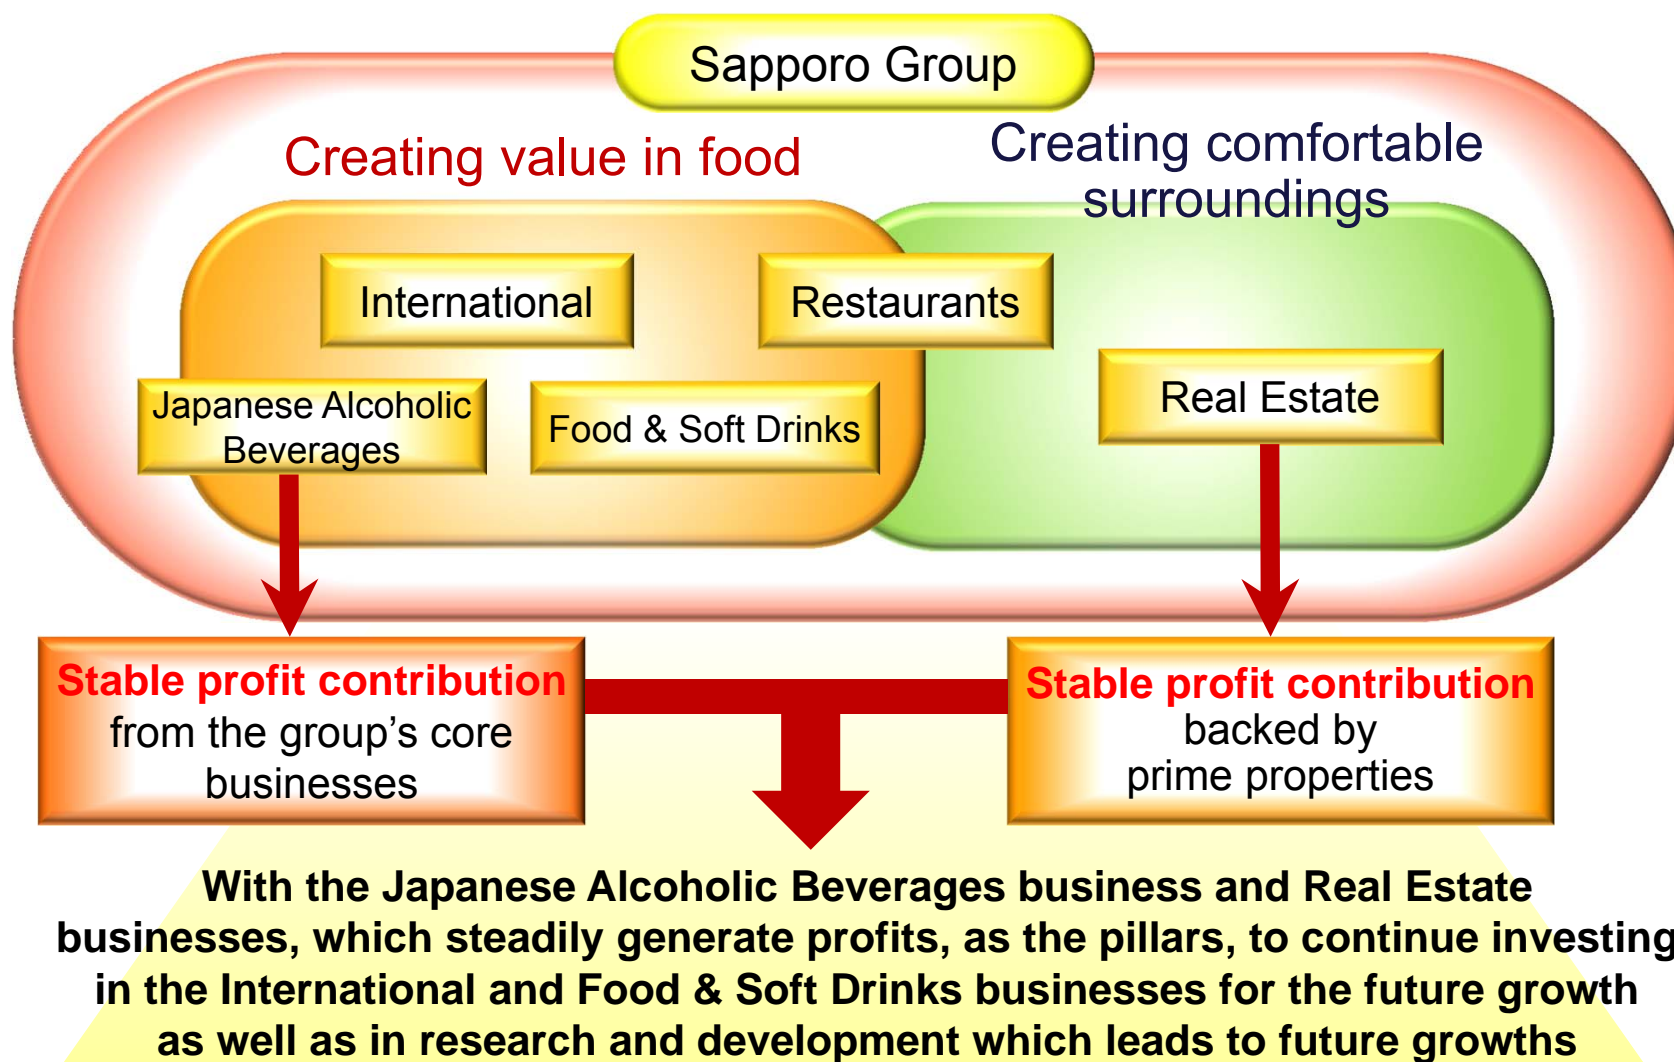 Sapporo Group
Creating value in food
Creating comfortable
surroundings
International
Restaurants
Japanese Alcoholic
Beverages
Food & Soft Drinks
Real Estate
Stable profit contribution
from the group’s core
businesses
Stable profit contribution
backed by
prime properties
With the Japanese Alcoholic Beverages business and Real Estate
businesses, which steadily generate profits, as the pillars, to continue investing
in the International and Food & Soft Drinks businesses for the future growth
as well as in research and development which leads to future growths